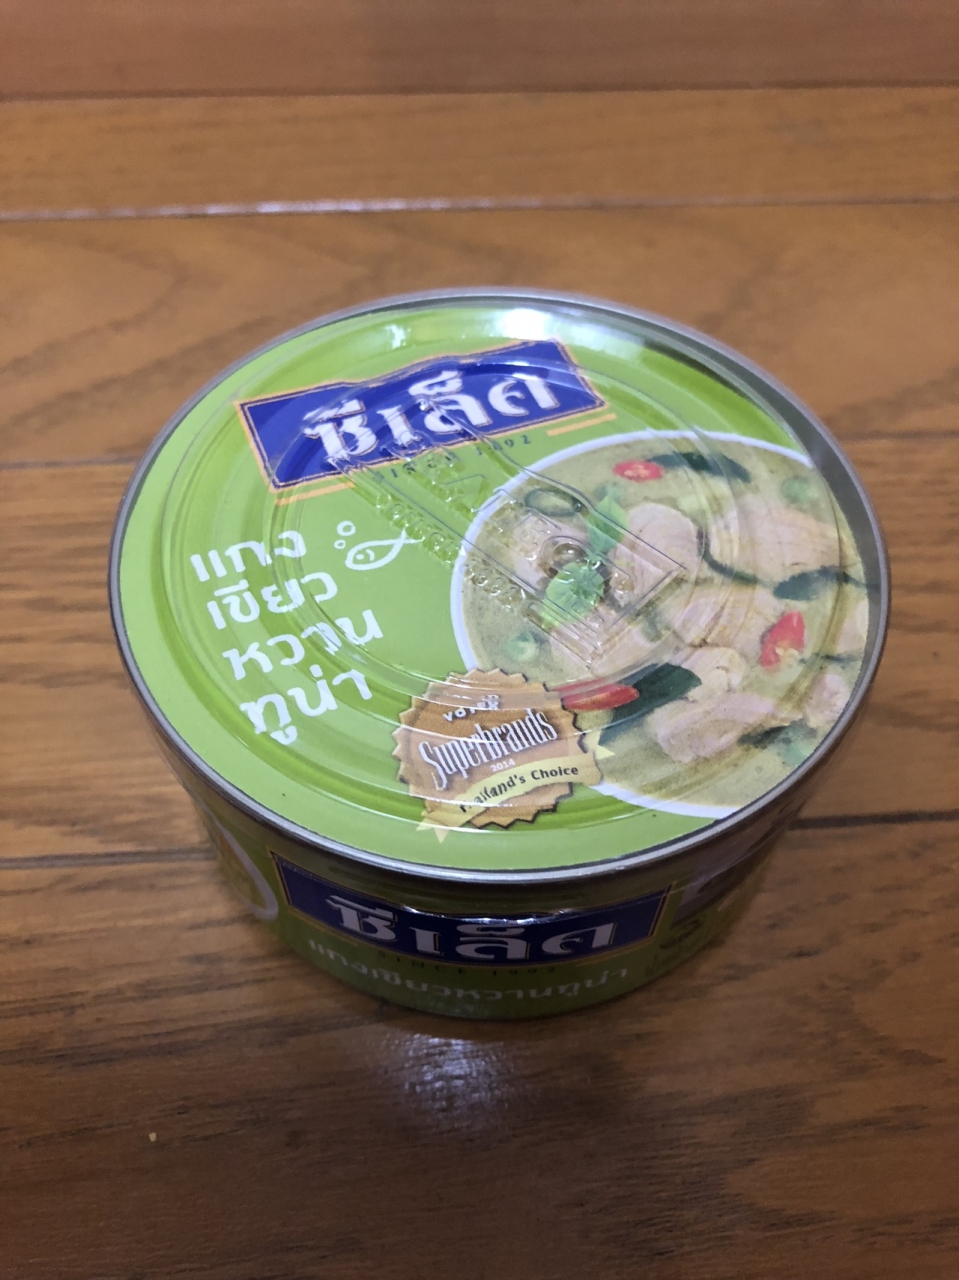 ซีเล็ค
SINCE 1992
แกง
เขียว
หวาน
ทูน่า
VOTED
Superbrands
2014
Thailand's Choice
ซีเล็ค
SINCE 1992
แกงเขียวหวานทูน่า